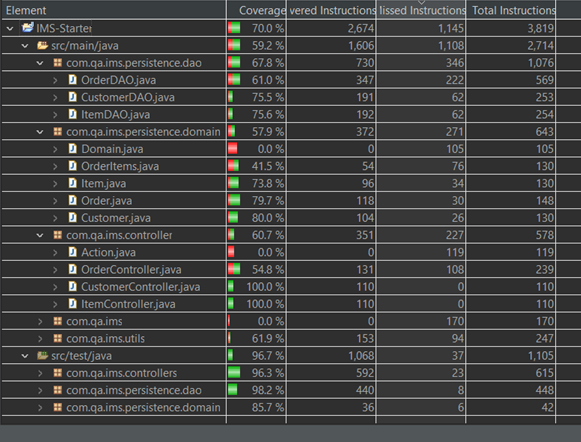 Element Coverage vered Instructions lissed Instructions Total Instructions
IMS-Starter 70.0 % 2,674 1,145 3,819
src/main/java 59.2 % 1,606 1,108 2,714
com.qa.ims.persistence.dao 67.8 % 730 346 1,076
OrderDAO.java 61.0 % 347 222 569
CustomerDAO.java 75.5 % 191 62 253
ItemDAO.java 75.6 % 192 62 254
com.qa.ims.persistence.domain 57.9 % 372 271 643
Domain.java 0.0 % 0 105 105
OrderItems.java 41.5 % 54 76 130
Item.java 73.8 % 96 34 130
Order.java 79.7 % 118 30 148
Customer.java 80.0 % 104 26 130
com.qa.ims.controller 60.7 % 351 227 578
Action.java 0.0 % 0 119 119
OrderController.java 54.8 % 131 108 239
CustomerController.java 100.0 % 110 0 110
ItemController.java 100.0 % 110 0 110
com.qa.ims 0.0 % 0 170 170
com.qa.ims.utils 61.9 % 153 94 247
src/test/java 96.7 % 1,068 37 1,105
com.qa.ims.controllers 96.3 % 592 23 615
com.qa.ims.persistence.dao 98.2 % 440 8 448
com.qa.ims.persistence.domain 85.7 % 36 6 42